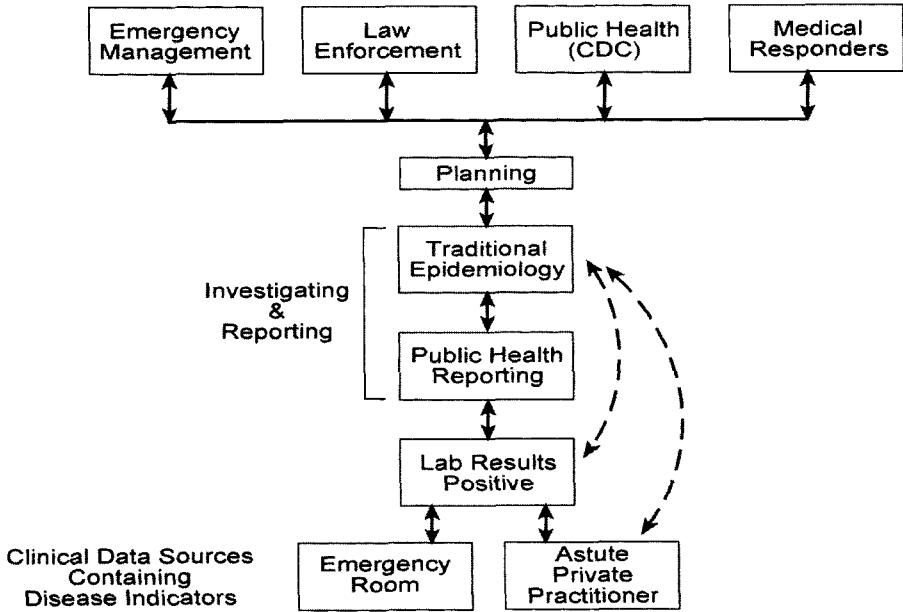 Emergency
Management
Law
Enforcement
Public Health
(CDC)
Medical
Responders
Planning
Traditional
Epidemiology
Investigating
&
Reporting
Public Health
Reporting
Lab Results
Positive
Clinical Data Sources
Containing
Disease Indicators
Emergency
Room
Astute
Private
Practitioner